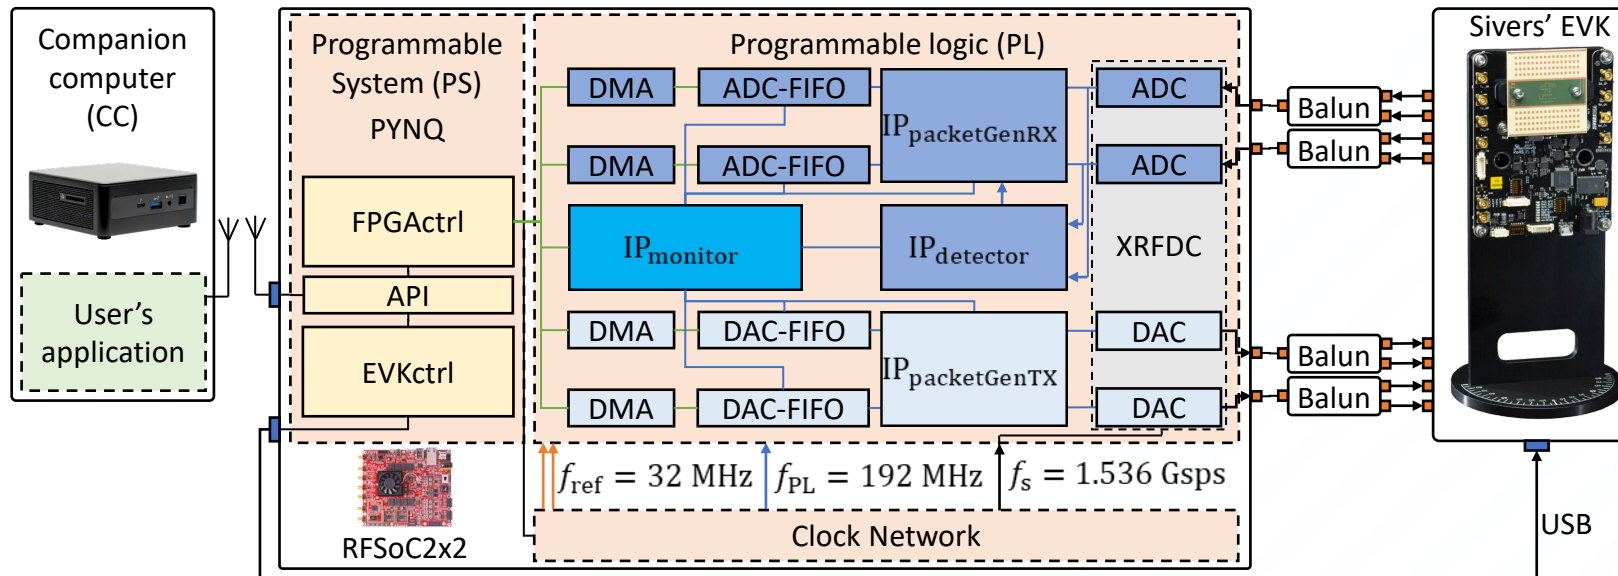 Companion
computer
(CC)
User's
application
Programmable
System (PS)
PYNQ
FPGActrl
API
EVKctrl
RFSoC2x2
Programmable logic (PL)
DMA
ADC-FIFO
IPpacketGenRX
ADC
DMA
ADC-FIFO
ADC
IPmonitor
IPdetector
XRFDC
DMA
DAC-FIFO
IPpacketGenTX
DAC
DMA
DAC-FIFO
DAC
fref = 32 MHz
fPL = 192 MHz
fs = 1.536 Gsps
Clock Network
Balun
Balun
Balun
Balun
Sivers' EVK
USB